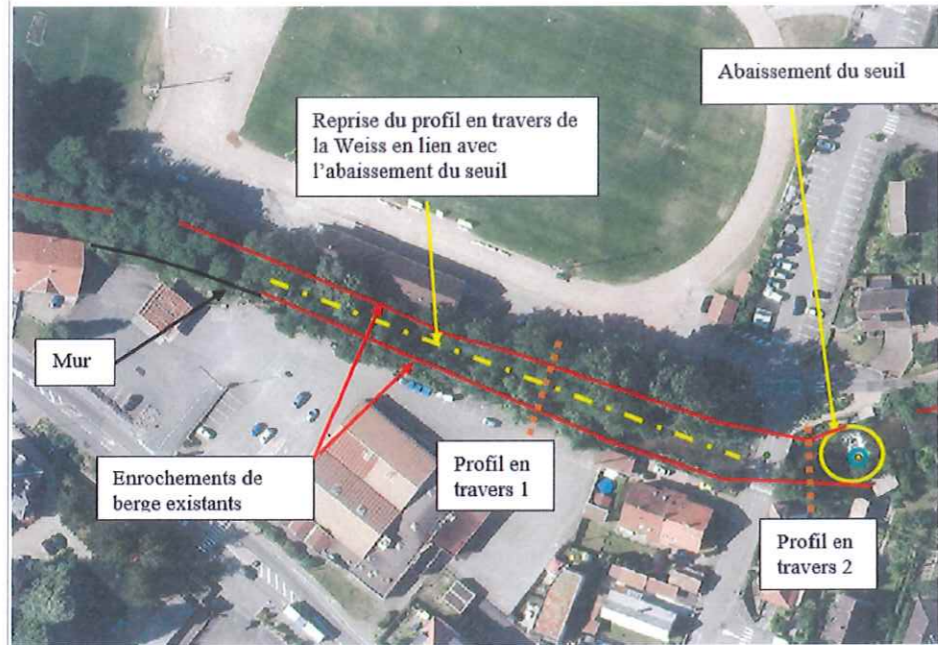 Abaissement du seuil
Reprise du profil en travers de
la Weiss en lien avec
l'abaissement du seuil
Mur
Enrochements de
berge existants
Profil en
travers 1
Profil en
travers 2